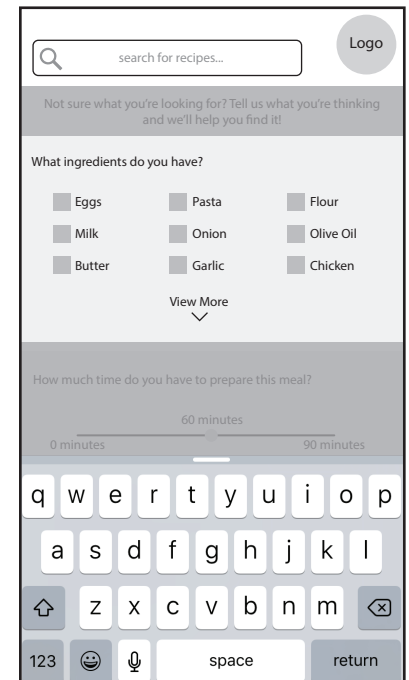 Logo
search for recipes...
Not sure what you're looking for? Tell us what you're thinking
and we'll help you find it!
What ingredients do you have?
Eggs Pasta Flour
Milk Onion Olive Oil
Butter Garlic Chicken
View More
How much time do you have to prepare this meal?
60 minutes
0 minutes 90 minutes
q w e r t y u i o p
a s d f g h j k l
z x c v b n m
123 space return